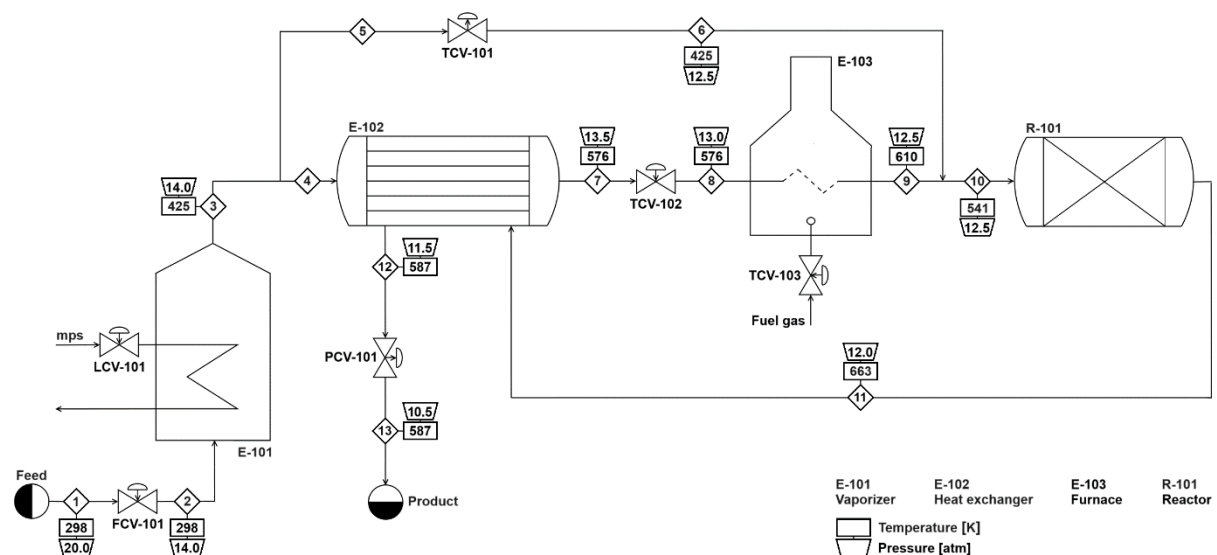 5
TCV-101
6
425
12.5
E-103
E-102
R-101
14.0
425
3
4
13.5
576
7
TCV-102
13.0
576
8
12.5
610
9
10
541
12.5
11.5
12
587
TCV-103
Fuel gas
mps
LCV-101
PCV-101
12.0
663
11
10.5
13
587
E-101
Feed
1
2
298
20.0
FCV-101
298
14.0
Product
E-101 E-102 E-103 R-101
Vaporizer Heat exchanger Furnace Reactor
Temperature [K]
Pressure [atm]